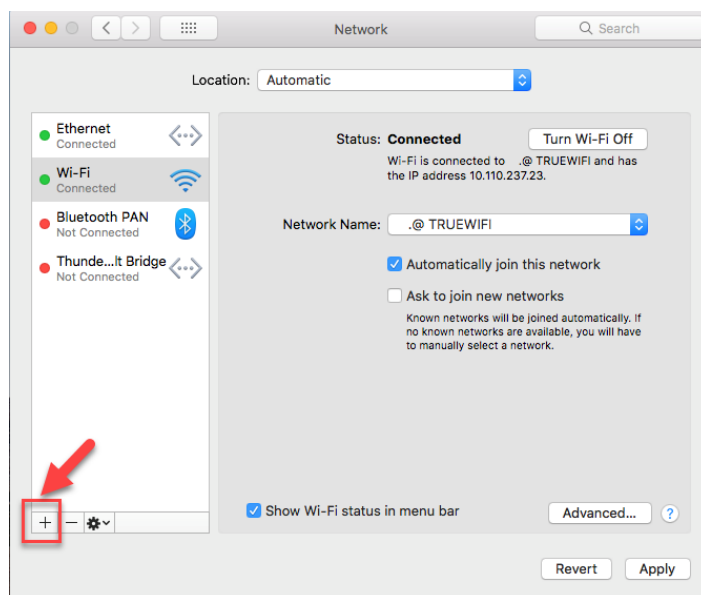 Network
Search
Location: Automatic
Ethernet
Connected
Wi-Fi
Connected
Bluetooth PAN
Not Connected
Thunde...lt Bridge
Not Connected
Status: Connected
Turn Wi-Fi Off
Wi-Fi is connected to .@ TRUEWIFI and has
the IP address 10.110.237.23.
Network Name: .@ TRUEWIFI
Automatically join this network
Ask to join new networks
Known networks will be joined automatically. If
no known networks are available, you will have
to manually select a network.
Show Wi-Fi status in menu bar
Advanced...
?
+ −
Revert
Apply